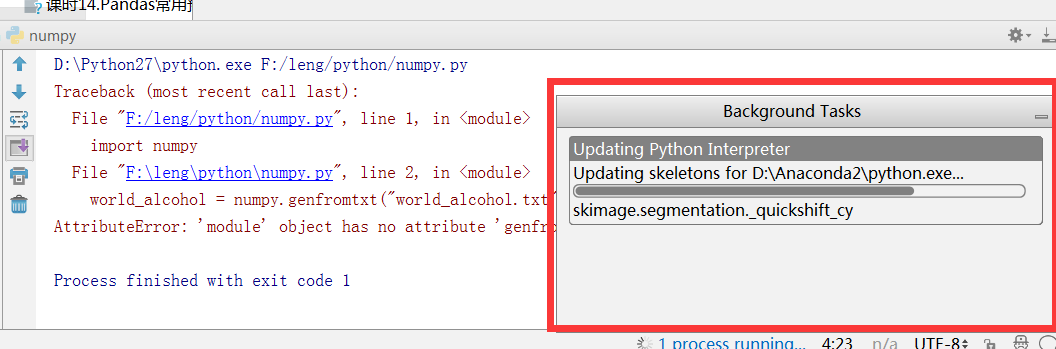 课时14.Pandas常用
numpy
D:\Python27\python.exe F:/leng/python/numpy.py
Traceback (most recent call last):
File "F:/leng/python/numpy.py", line 1, in <module>
import numpy
File "F:\leng\python\numpy.py", line 2, in <module>
world_alcohol = numpy.genfromtxt("world_alcohol.txt"
AttributeError: 'module' object has no attribute 'genfro
Process finished with exit code 1
Background Tasks
Updating Python Interpreter
Updating skeletons for D:\Anaconda2\python.exe...
skimage.segmentation._quickshift_cy
1 process running... 4:23 n/a UTF-8